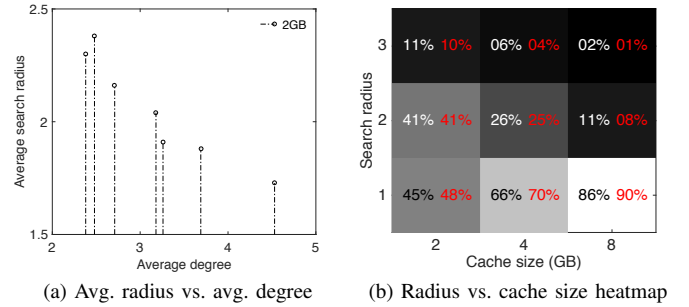 2.5
2
1.5
2 3 4 5
Average search radius
Average degree
2GB
(a) Avg. radius vs. avg. degree
Search radius
3 11% 10% 06% 04% 02% 01%
2 41% 41% 26% 25% 11% 08%
1 45% 48% 66% 70% 86% 90%
2 4 8
Cache size (GB)
(b) Radius vs. cache size heatmap